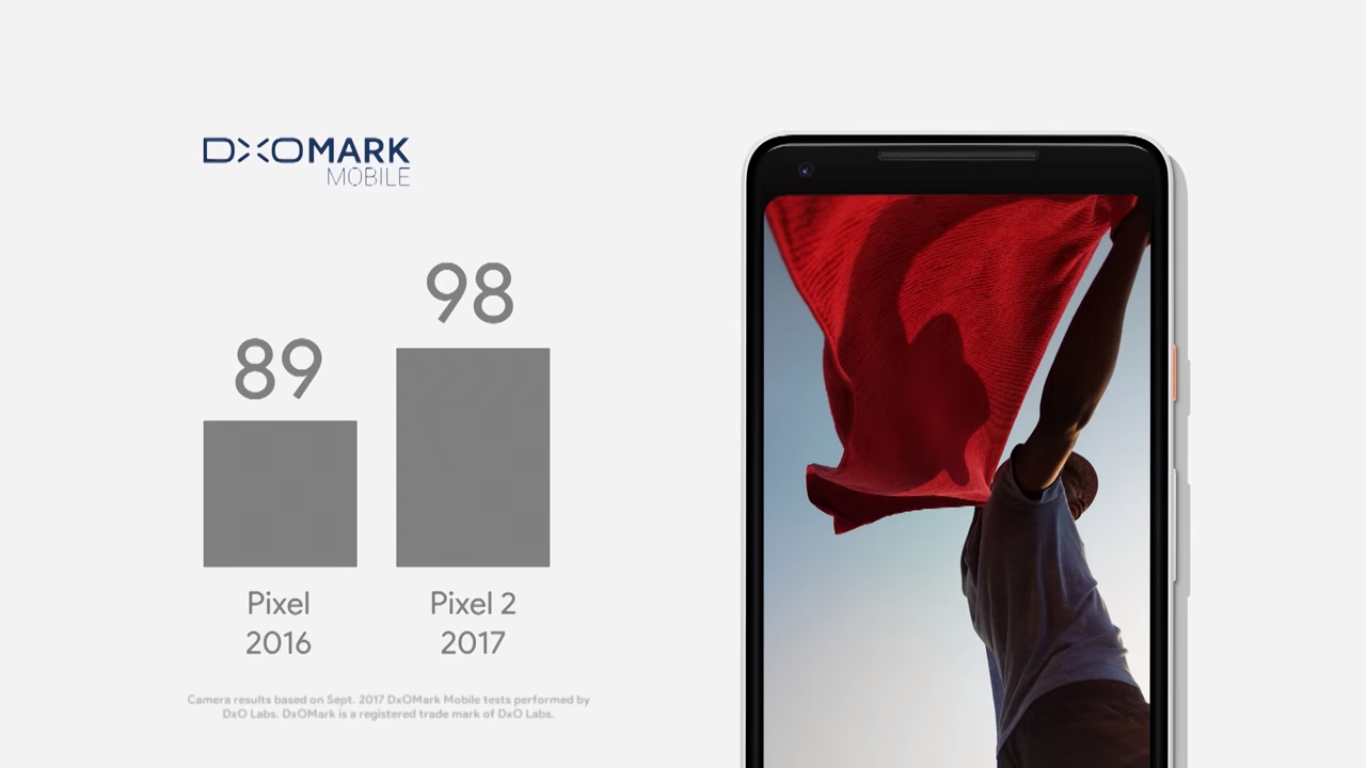 DXOMARK
MOBILE
98
89
Pixel
2016
Pixel 2
2017
Camera results based on Sept. 2017 DxOMark Mobile tests performed by
DxO Labs. DxOMark is a registered trade mark of DxO Labs.